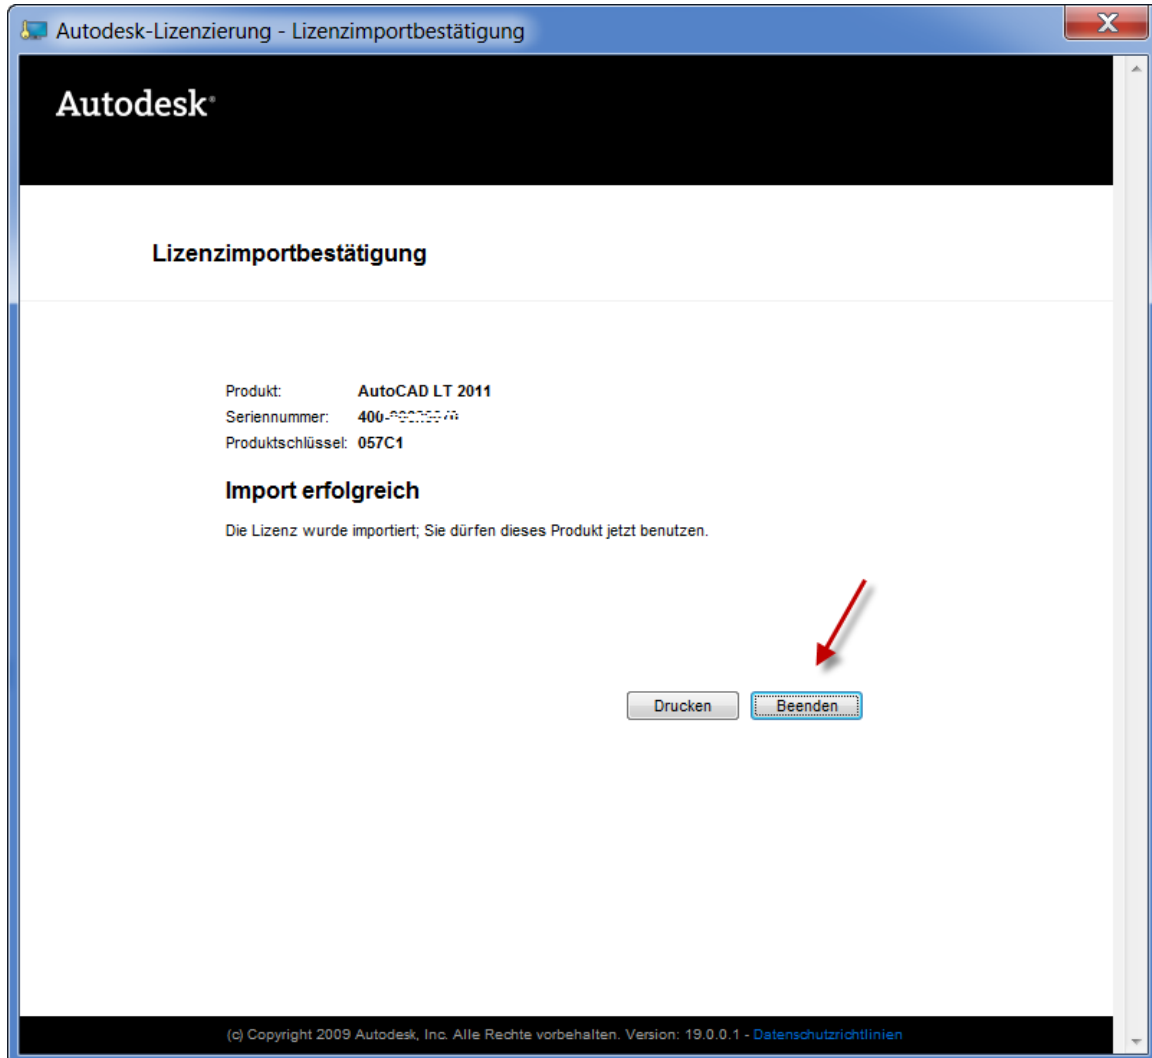 Autodesk-Lizenzierung - Lizenzimportbestätigung
Autodesk
Lizenzimportbestätigung
Produkt: AutoCAD LT 2011
Seriennummer: 400-
Produktschlüssel: 057C1
Import erfolgreich
Die Lizenz wurde importiert; Sie dürfen dieses Produkt jetzt benutzen.
Drucken Beenden
(c) Copyright 2009 Autodesk, Inc. Alle Rechte vorbehalten. Version: 19.0.0.1 - Datenschutzrichtlinien